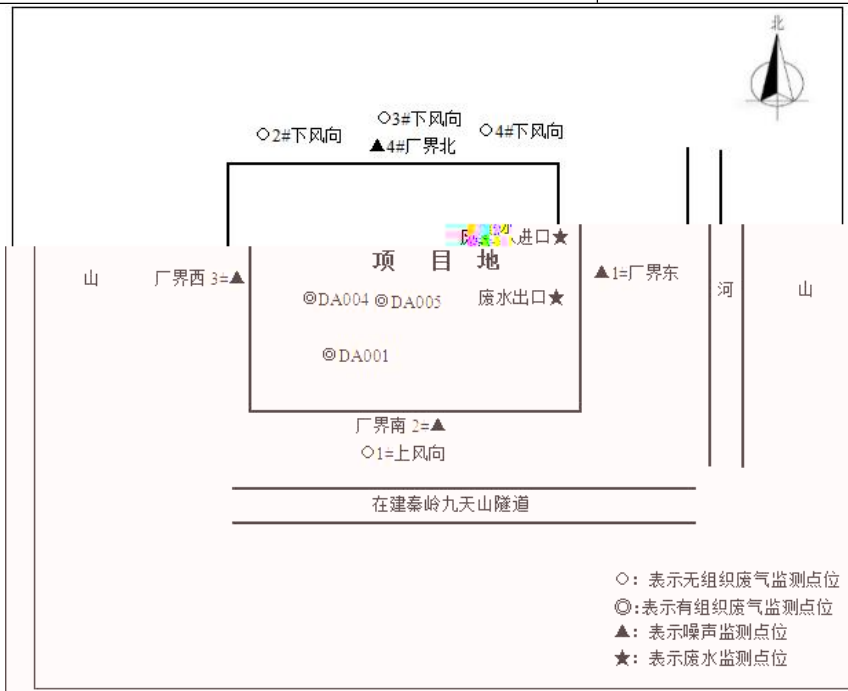 北
○3#下风向
○2#下风向
○4#下风向
▲4#厂界北
进口★
项 目 地
山
厂界西 3#▲
▲1#厂界东
河
山
◎DA004 ◎DA005
废水出口★
◎DA001
厂界南 2#▲
○1#上风向
在建秦岭九天山隧道
○：表示无组织废气监测点位
◎:表示有组织废气监测点位
▲：表示噪声监测点位
★：表示废水监测点位